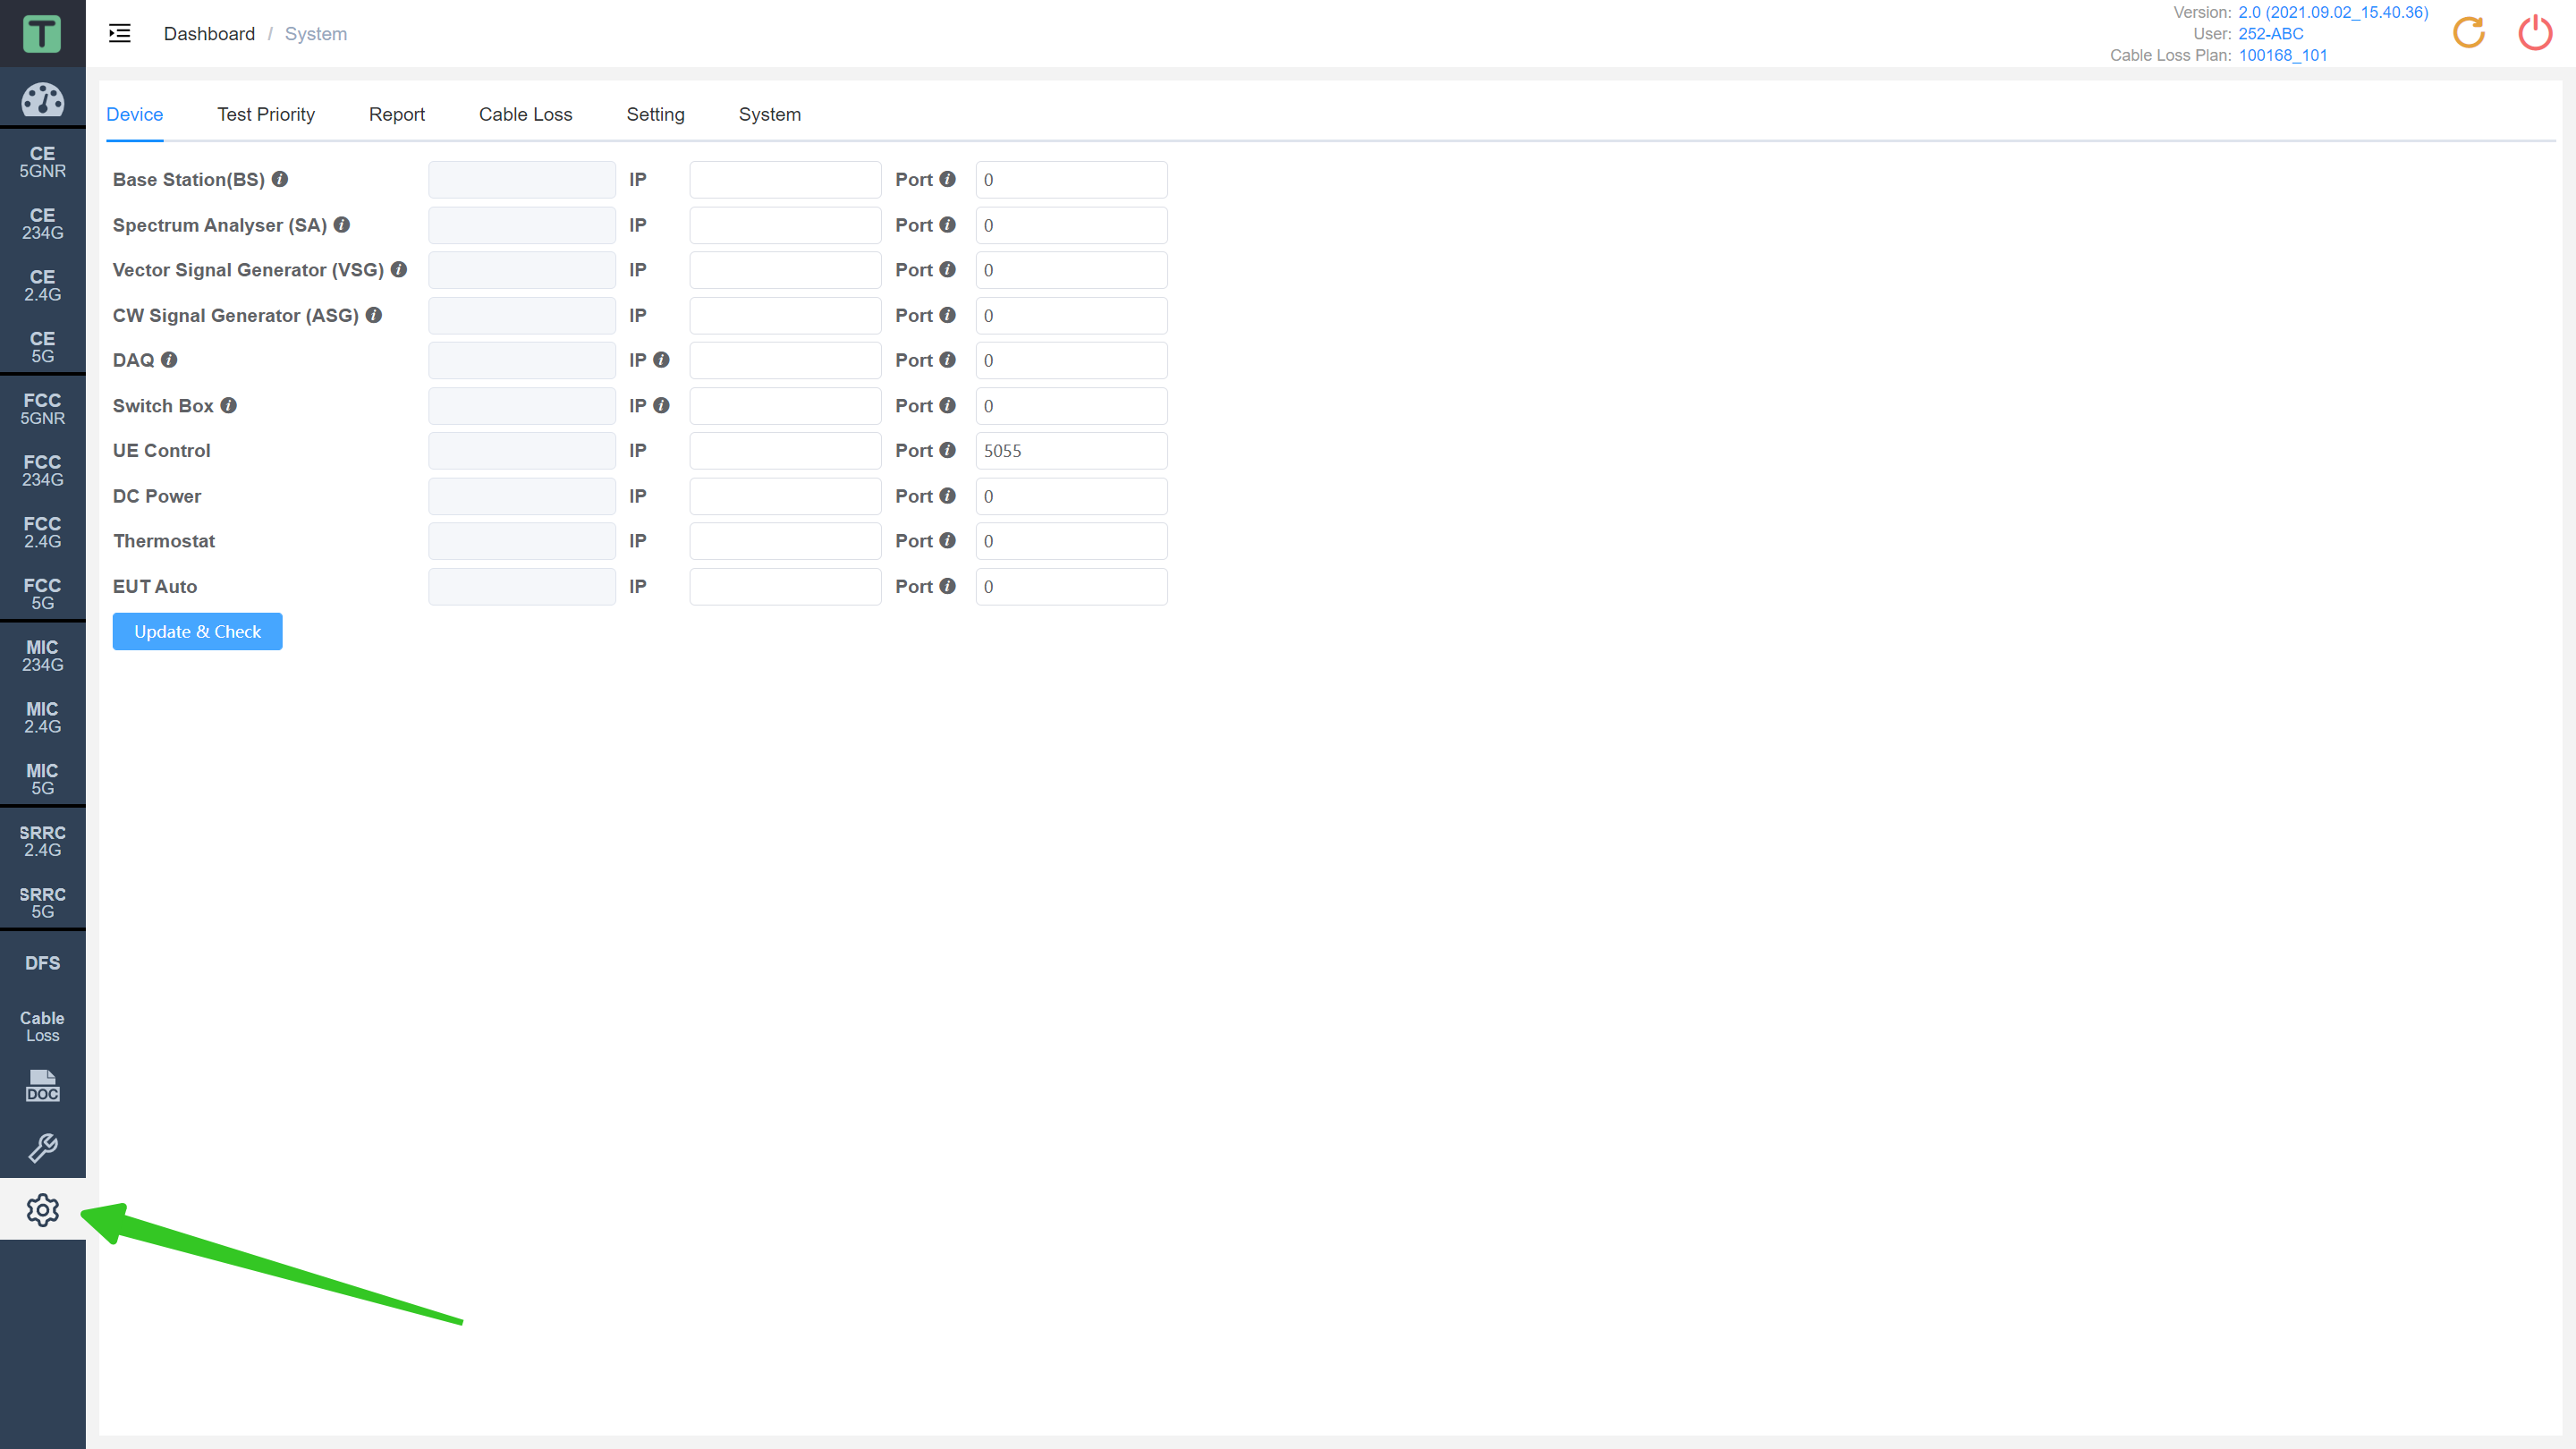 T
Dashboard / System
Version: 2.0 (2021.09.02_15.40.36)
User: 252-ABC
Cable Loss Plan: 100168_101
CE
5GNR
CE
234G
CE
2.4G
CE
5G
FCC
5GNR
FCC
234G
FCC
2.4G
FCC
5G
MIC
234G
MIC
2.4G
MIC
5G
SRRC
2.4G
SRRC
5G
DFS
Cable
Loss
DOC
Device Test Priority Report Cable Loss Setting System
Base Station(BS) i IP Port i 0
Spectrum Analyser (SA) i IP Port i 0
Vector Signal Generator (VSG) i IP Port i 0
CW Signal Generator (ASG) i IP Port i 0
DAQ i IP i Port i 0
Switch Box i IP i Port i 0
UE Control IP Port i 5055
DC Power IP Port i 0
Thermostat IP Port i 0
EUT Auto IP Port i 0
Update & Check